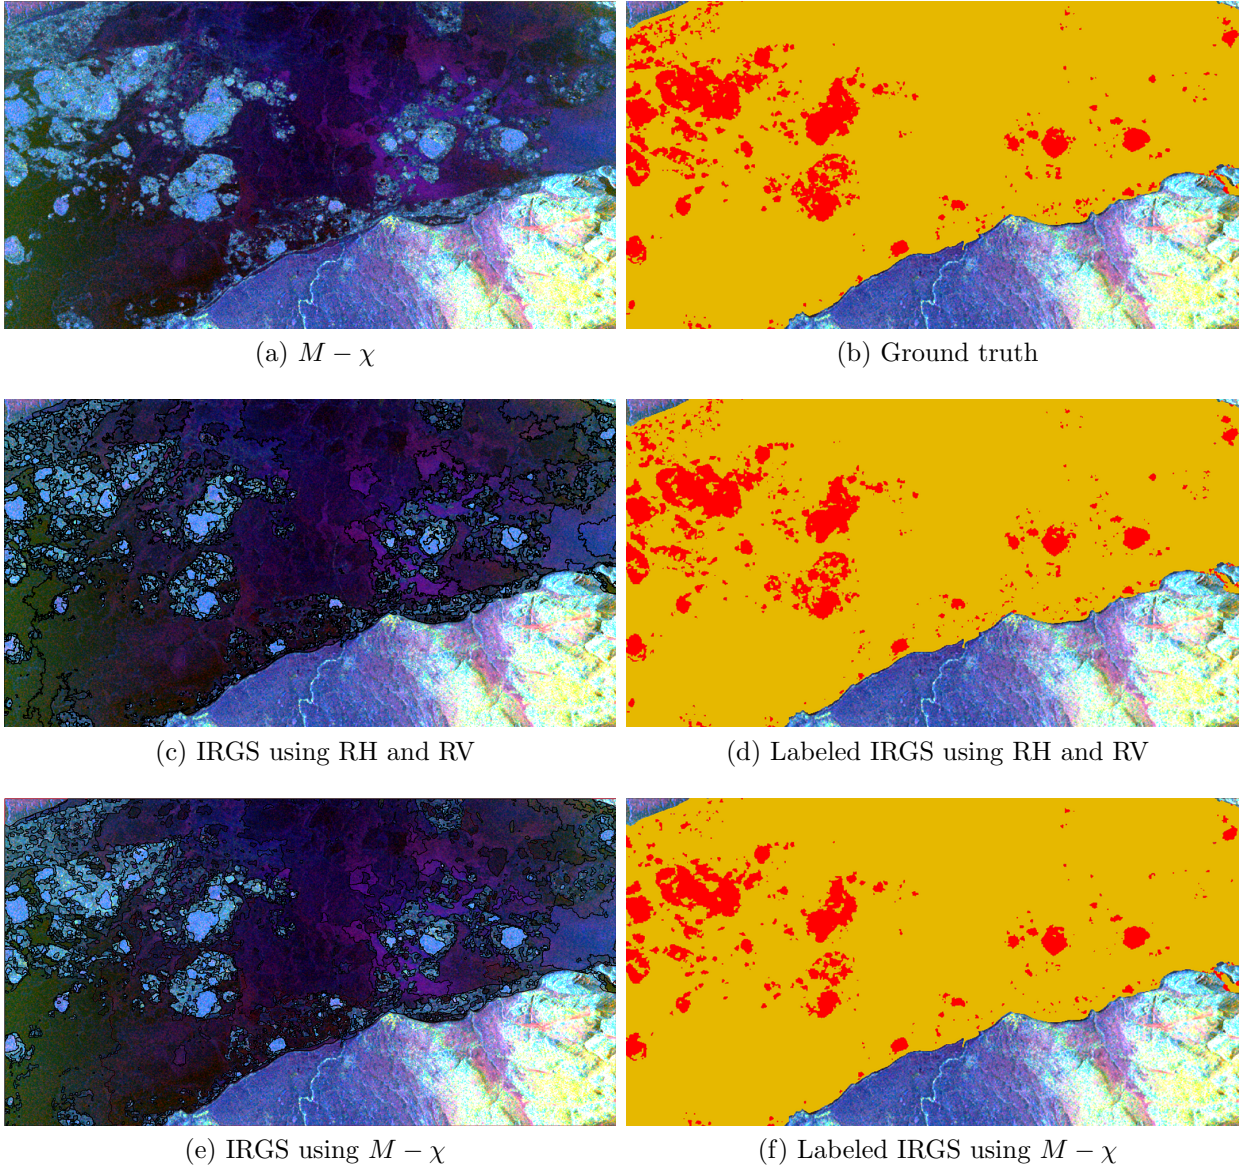 (a) M − χ
(b) Ground truth
(c) IRGS using RH and RV
(d) Labeled IRGS using RH and RV
(e) IRGS using M − χ
(f) Labeled IRGS using M − χ